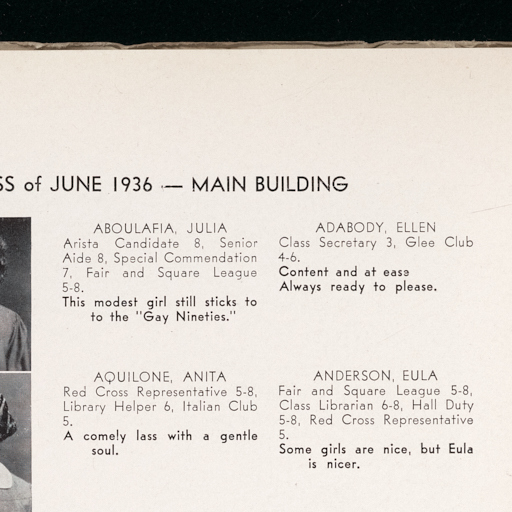 SS of JUNE 1936 — MAIN BUILDING
ABOULAFIA, JULIA
Arista Candidate 8, Senior
Aide 8, Special Commendation
7, Fair and Square League
5-8.
This modest girl still sticks to
to the "Gay Nineties."
ADABODY, ELLEN
Class Secretary 3, Glee Club
4-6.
Content and at ease
Always ready to please.
AQUILONE, ANITA
Red Cross Representative 5-8,
Library Helper 6, Italian Club
5.
A comely lass with a gentle
soul.
ANDERSON, EULA
Fair and Square League 5-8,
Class Librarian 6-8, Hall Duty
5-8, Red Cross Representative
5.
Some girls are nice, but Eula
is nicer.